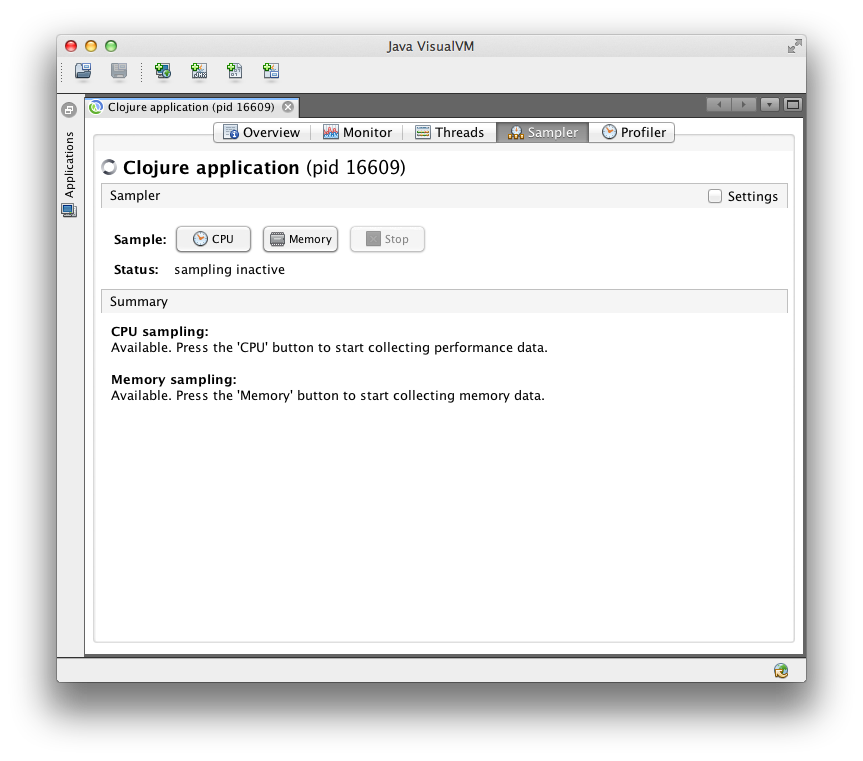 Java VisualVM
Clojure application (pid 16609)
Applications
Overview Monitor Threads Sampler Profiler
Clojure application (pid 16609)
Sampler Settings
Sample: CPU Memory Stop
Status: sampling inactive
Summary
CPU sampling:
Available. Press the 'CPU' button to start collecting performance data.
Memory sampling:
Available. Press the 'Memory' button to start collecting memory data.